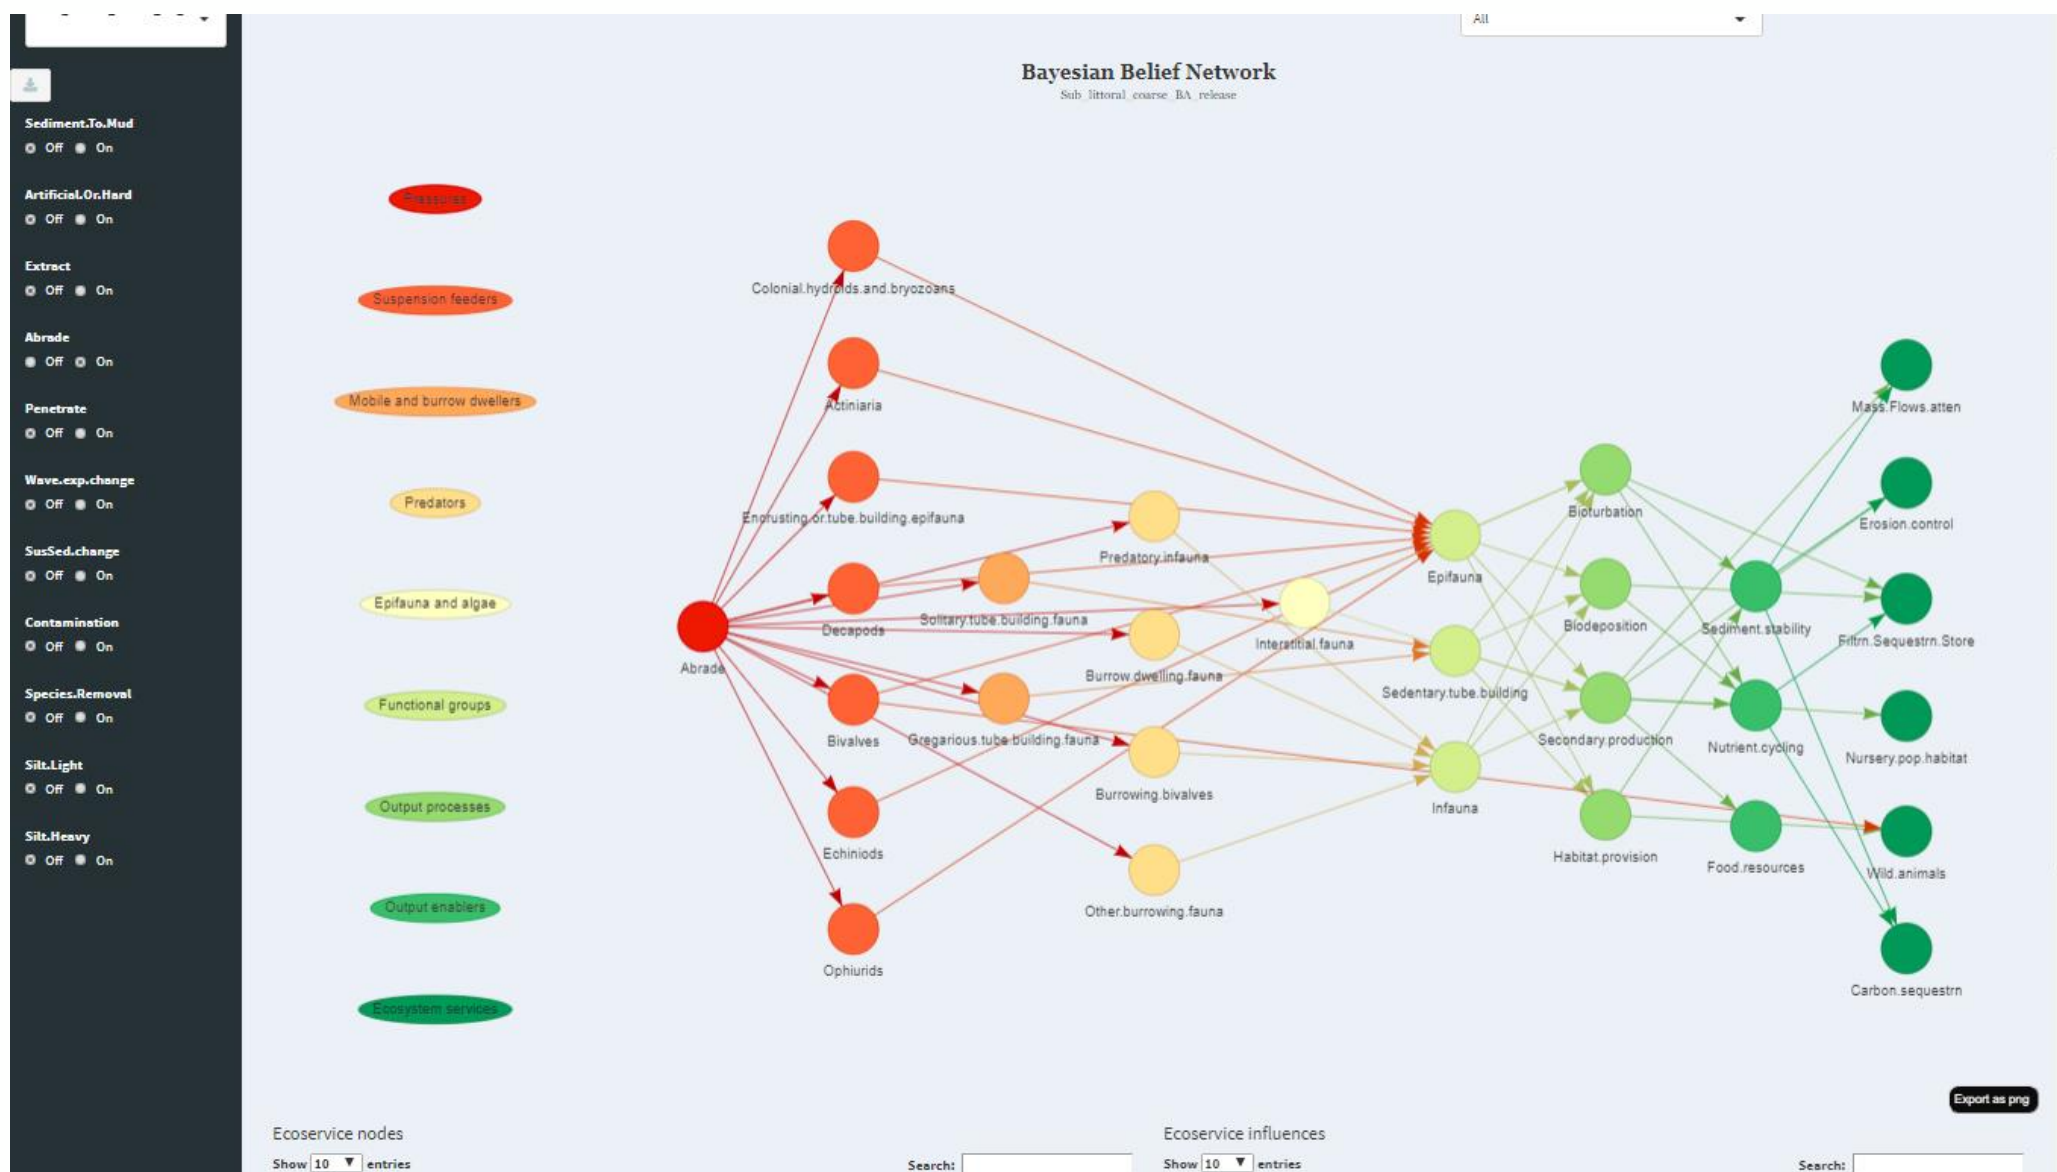 All
Bayesian Belief Network
Sub_littoral_coarse_BA_release
Sediment.To.Mud
Off On
Artificial.Or.Hard
Off On
Extract
Off On
Abrade
Off On
Penetrate
Off On
Wave.exp.change
Off On
SusSed.change
Off On
Contamination
Off On
Species.Removal
Off On
Silt.Light
Off On
Silt.Heavy
Off On
Pressures
Suspension feeders
Mobile and burrow dwellers
Predators
Epifauna and algae
Functional groups
Output processes
Output enablers
Ecosystem services
Abrade
Colonial.hydroids.and.bryozoans
Actiniaria
Encrusting.or.tube.building.epifauna
Decapods
Bivalves
Echiniods
Ophiurids
Solitary.tube.building.fauna
Gregarious.tube.building.fauna
Predatory.infauna
Burrow.dwelling.fauna
Burrowing.bivalves
Other.burrowing.fauna
Interstitial.fauna
Epifauna
Sedentary.tube.building
Infauna
Bioturbation
Biodeposition
Secondary.production
Habitat.provision
Sediment.stability
Nutrient.cycling
Food.resources
Mass.Flows.atten
Erosion.control
Filtrn.Sequestrn.Store
Nursery.pop.habitat
Wild.animals
Carbon.sequestrn
Export as png
Ecoservice nodes
Show 10 entries
Search:
Ecoservice influences
Show 10 entries
Search: